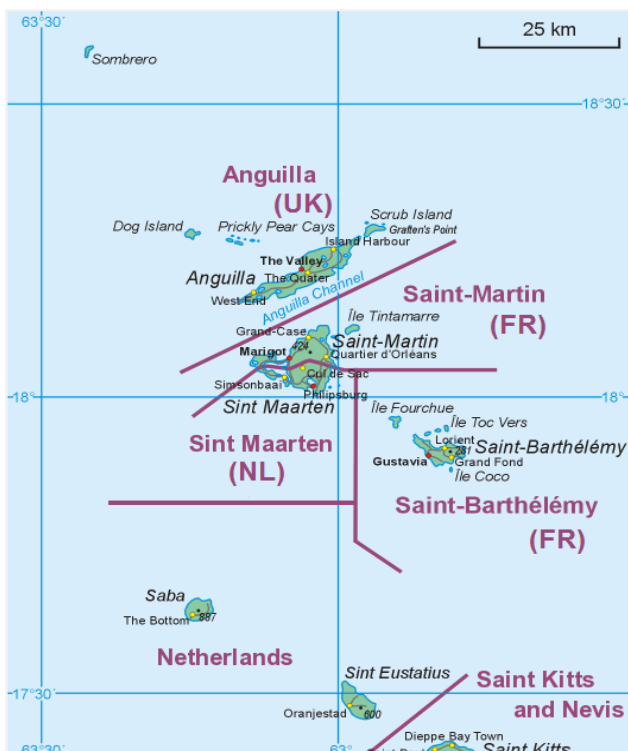 63°30'
25 km
Sombrero
18°30'
Anguilla
(UK)
Dog Island
Prickly Pear Cays
Scrub Island
Graften's Point
Island Harbour
The Valley
The Quater
Anguilla
West End
Anguilla Channel
Saint-Martin
(FR)
Île Tintamarre
Grand-Case
424
Saint-Martin
Marigot
Quartier d'Orléans
Cul de Sac
Simsonbaai
Philipsburg
18°
Sint Maarten
Île Fourchue
Île Toc Vers
Sint Maarten
(NL)
Lorient
281
Saint-Barthélémy
Gustavia
Grand Fond
Île Coco
Saint-Barthélémy
(FR)
Saba
The Bottom
887
Netherlands
Sint Eustatius
Saint Kitts
and Nevis
17°30'
Oranjestad
600
Dieppe Bay Town
63°30'
63°
Saint Kitts